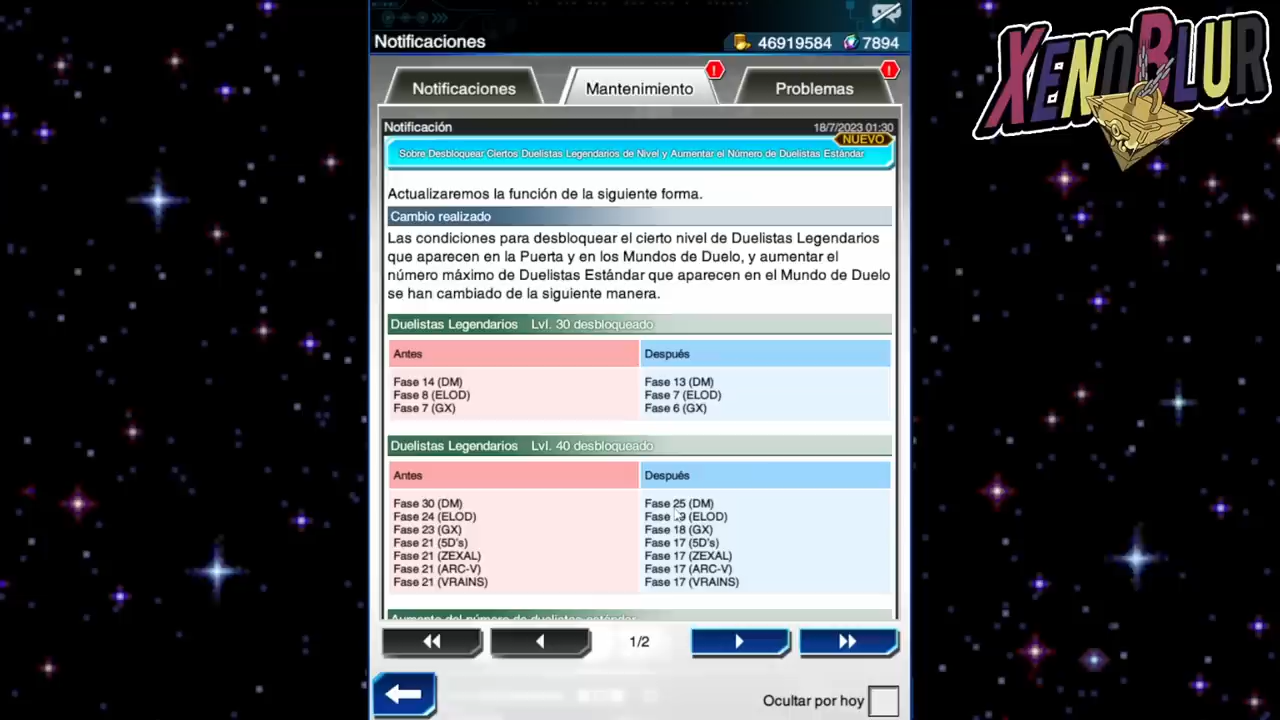 Notificaciones
46919584
7894
XENOBLUR
Notificaciones
Mantenimiento
Problemas
Notificación
18/7/2023 01:30
NUEVO
Sobre Desbloquear Ciertos Duelistas Legendarios de Nivel y Aumentar el Número de Duelistas Estándar
Actualizaremos la función de la siguiente forma.
Cambio realizado
Las condiciones para desbloquear el cierto nivel de Duelistas Legendarios
que aparecen en la Puerta y en los Mundos de Duelo, y aumentar el
número máximo de Duelistas Estándar que aparecen en el Mundo de Duelo
se han cambiado de la siguiente manera.
Duelistas Legendarios Lvl. 30 desbloqueado
Antes
Fase 14 (DM)
Fase 8 (ELOD)
Fase 7 (GX)
Después
Fase 13 (DM)
Fase 7 (ELOD)
Fase 6 (GX)
Duelistas Legendarios Lvl. 40 desbloqueado
Antes
Fase 30 (DM)
Fase 24 (ELOD)
Fase 23 (GX)
Fase 21 (5D's)
Fase 21 (ZEXAL)
Fase 21 (ARC-V)
Fase 21 (VRAINS)
Después
Fase 25 (DM)
Fase (ELOD)
Fase 18 (GX)
Fase 17 (5D's)
Fase 17 (ZEXAL)
Fase 17 (ARC-V)
Fase 17 (VRAINS)
Aumento del número de duelistas estándar
1/2
Ocultar por hoy